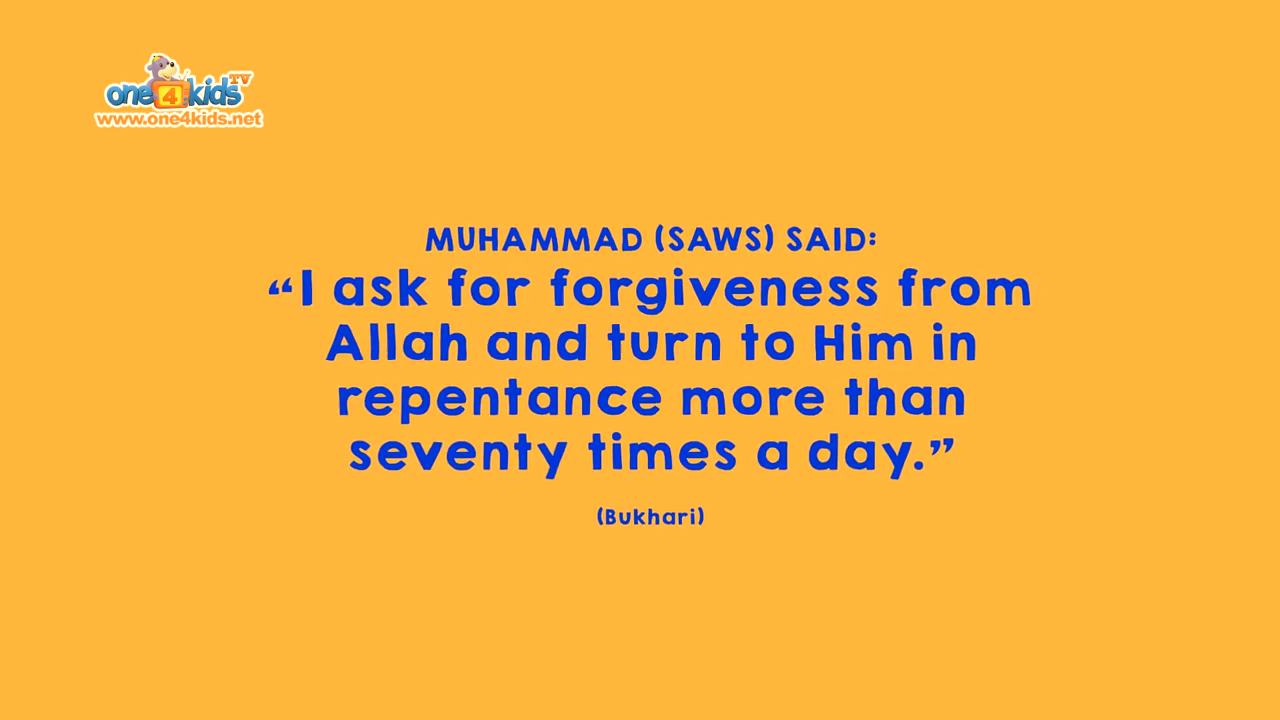 one4kids TV
www.one4kids.net
MUHAMMAD (SAWS) SAID:
“I ask for forgiveness from
Allah and turn to Him in
repentance more than
seventy times a day.”
(Bukhari)